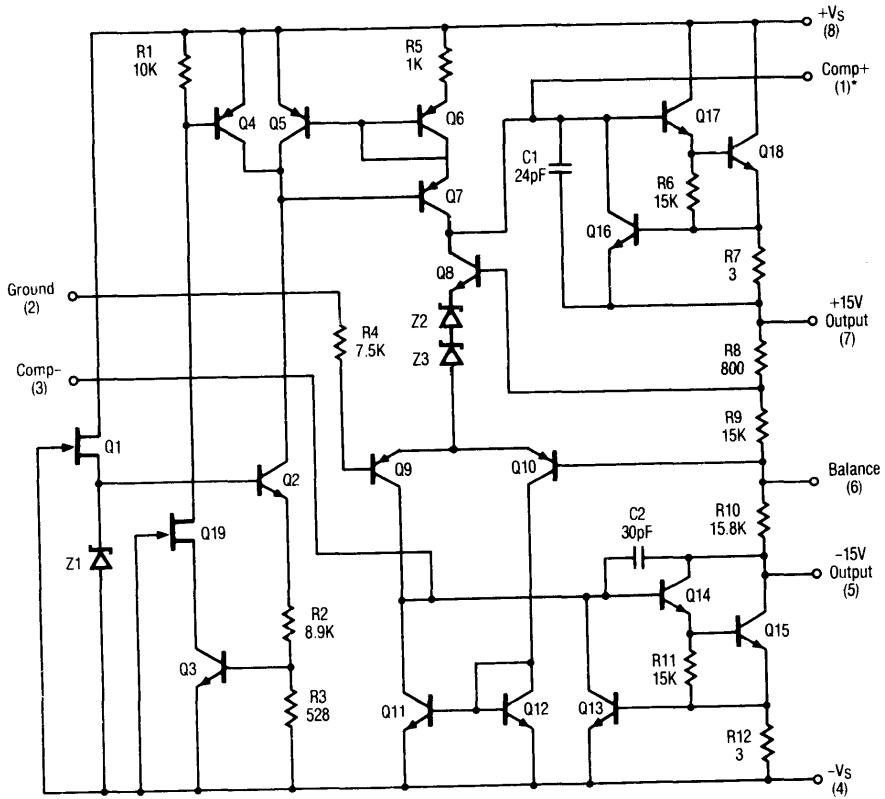 +VS
(8)
R1
10K
R5
1K
Comp+
(1)*
Q4
Q5
Q6
Q17
Q18
C1
24pF
R6
15K
Q7
Q16
R7
3
Q8
Ground
(2)
+15V
Output
(7)
Z2
R4
7.5K
Z3
R8
800
Comp-
(3)
R9
15K
Q1
Q2
Q9
Q10
Balance
(6)
R10
15.8K
Q19
Z1
C2
30pF
-15V
Output
(5)
Q14
Q15
R2
8.9K
R11
15K
Q3
R3
528
Q11
Q12
Q13
R12
3
-VS
(4)